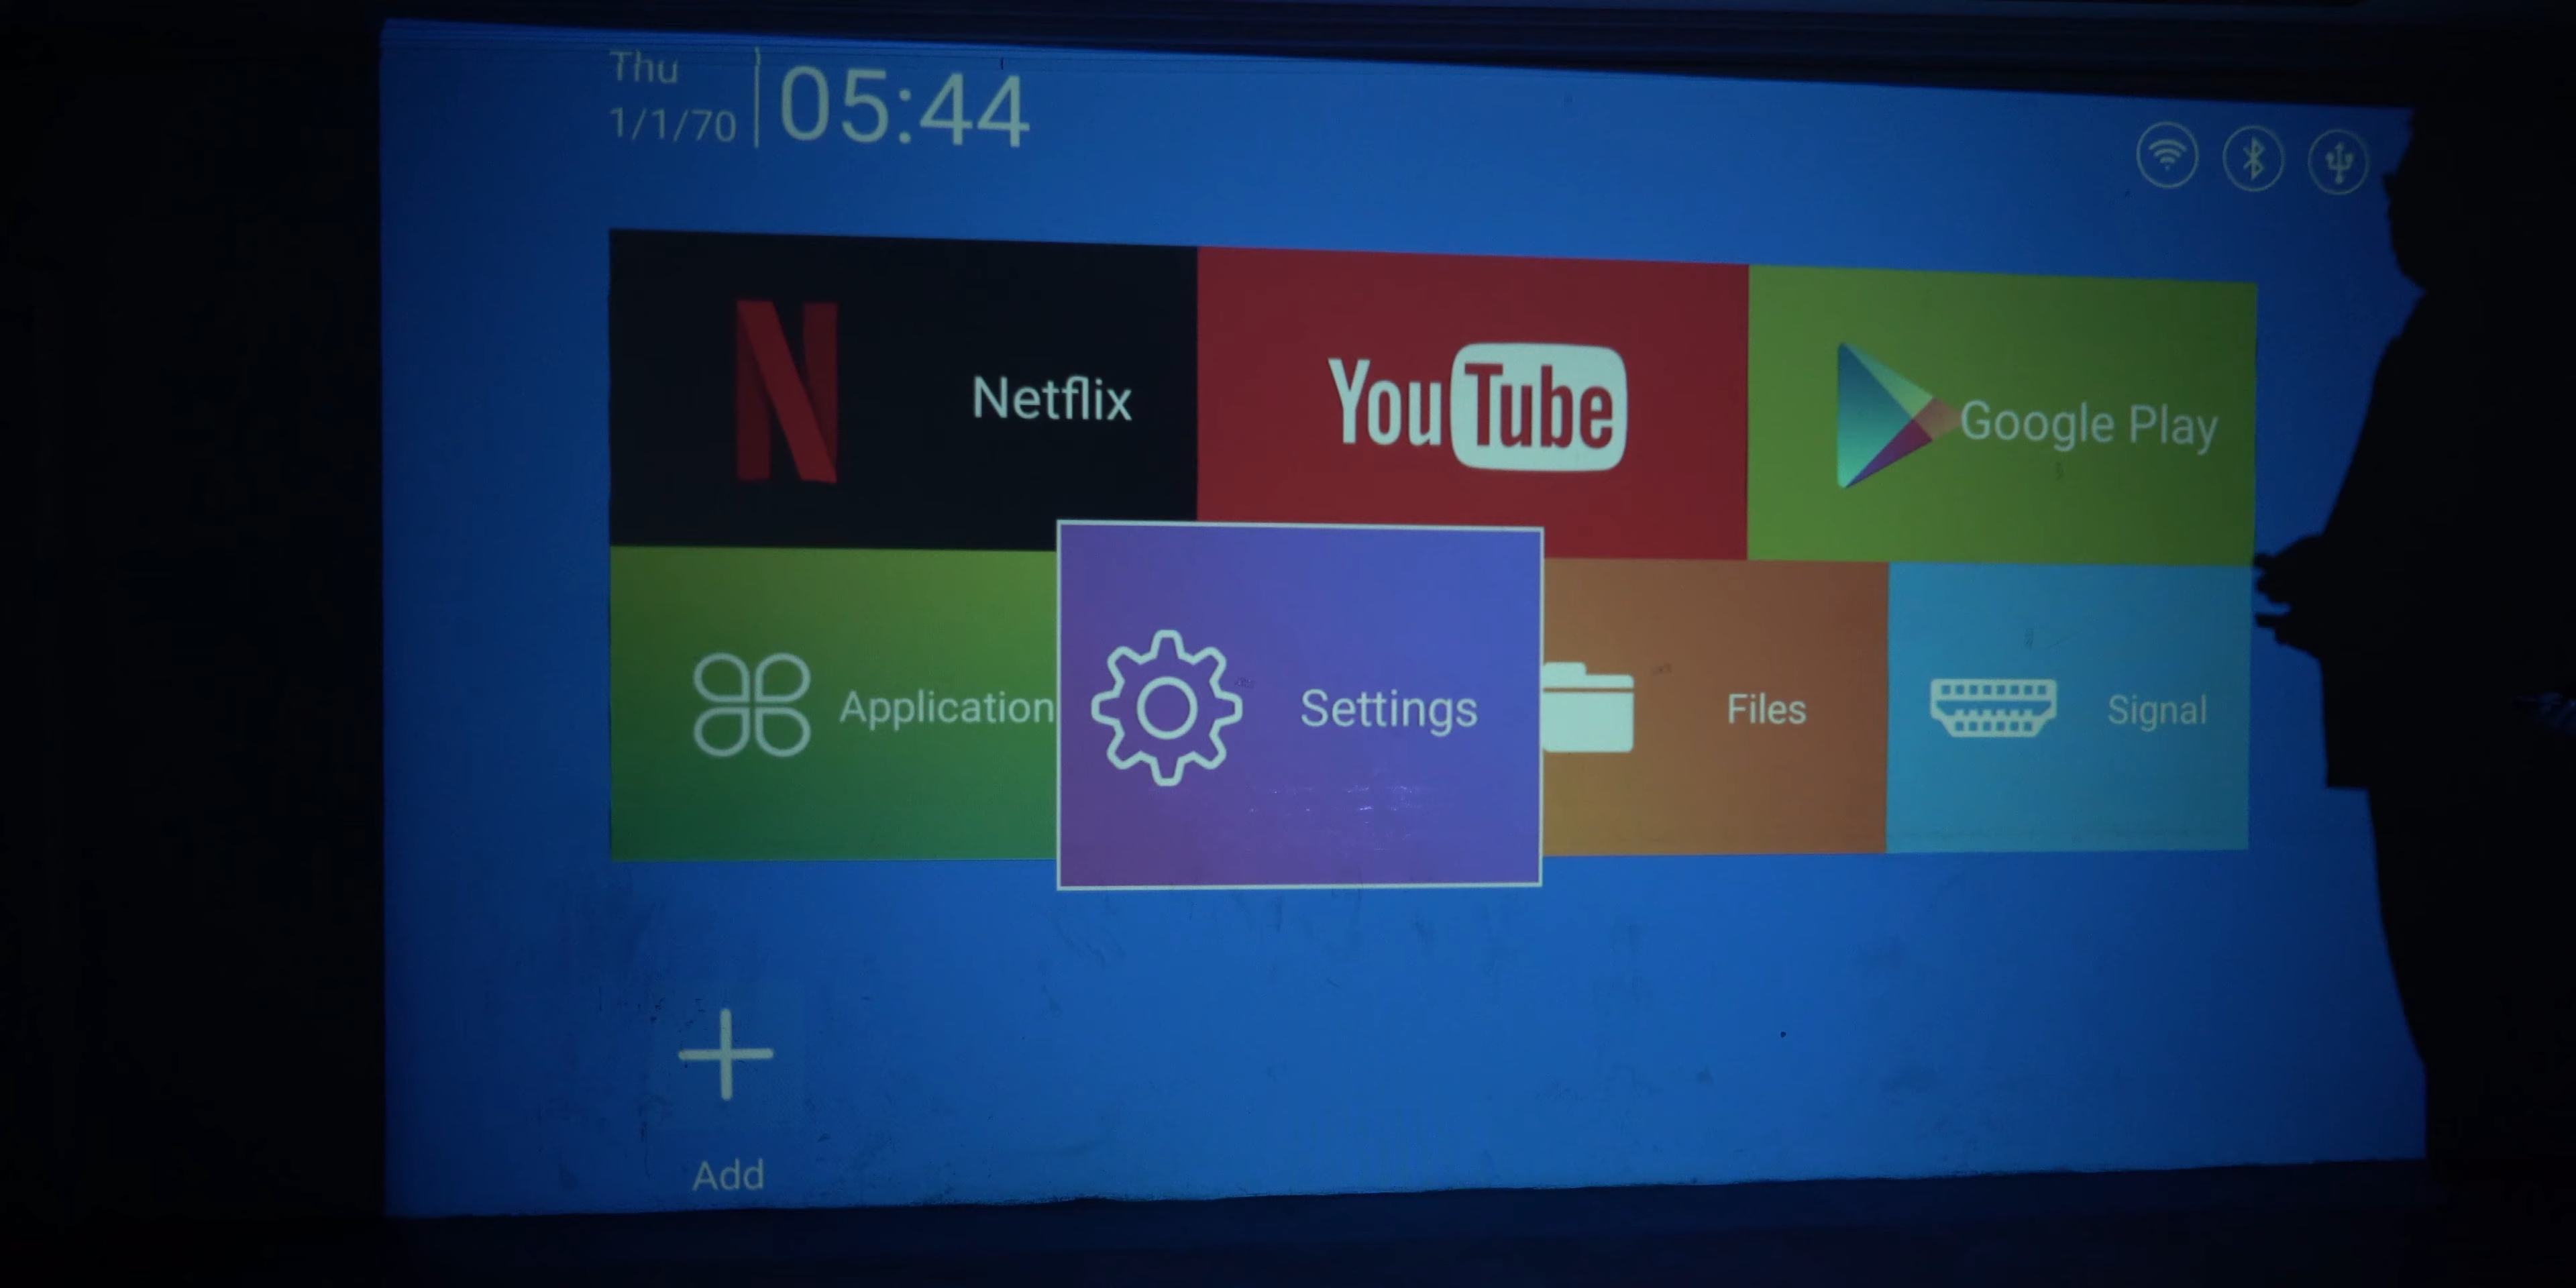 Thu
1/1/70
05:44
Netflix
YouTube
Google Play
Application
Settings
Files
Signal
Add